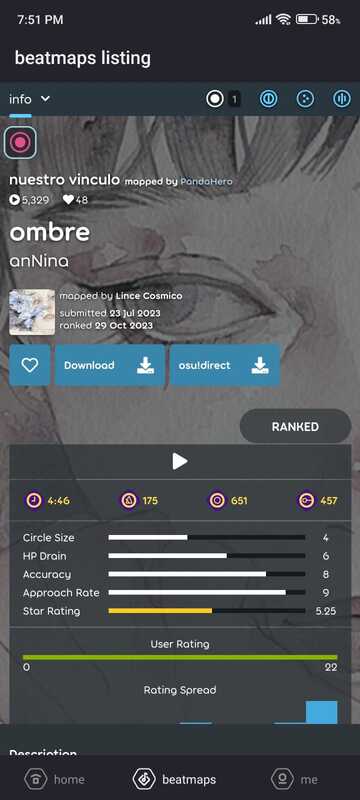 7:51 PM
58%
beatmaps listing
info
1
nuestro vinculo mapped by PandaHero
5,329 48
ombre
anNina
mapped by Lince Cosmico
submitted 23 Jul 2023
ranked 29 Oct 2023
Download
osu!direct
RANKED
4:46 175 651 457
Circle Size 4
HP Drain 6
Accuracy 8
Approach Rate 9
Star Rating 5.25
User Rating
0 22
Rating Spread
Description
home beatmaps me